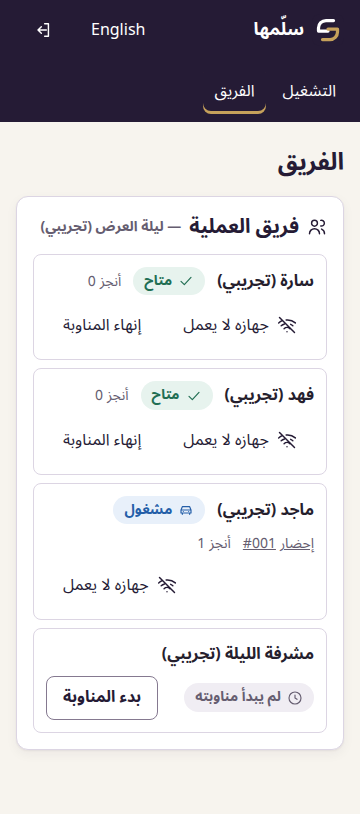 سلّمها
English
التشغيل
الفريق
الفريق
فريق العملية — ليلة العرض (تجريبي)
سارة (تجريبي) متاح أنجز 0
جهازه لا يعمل إنهاء المناوبة
فهد (تجريبي) متاح أنجز 0
جهازه لا يعمل إنهاء المناوبة
ماجد (تجريبي) مشغول
إحضار #001 أنجز 1
جهازه لا يعمل
مشرفة الليلة (تجريبي)
لم يبدأ مناوبته بدء المناوبة